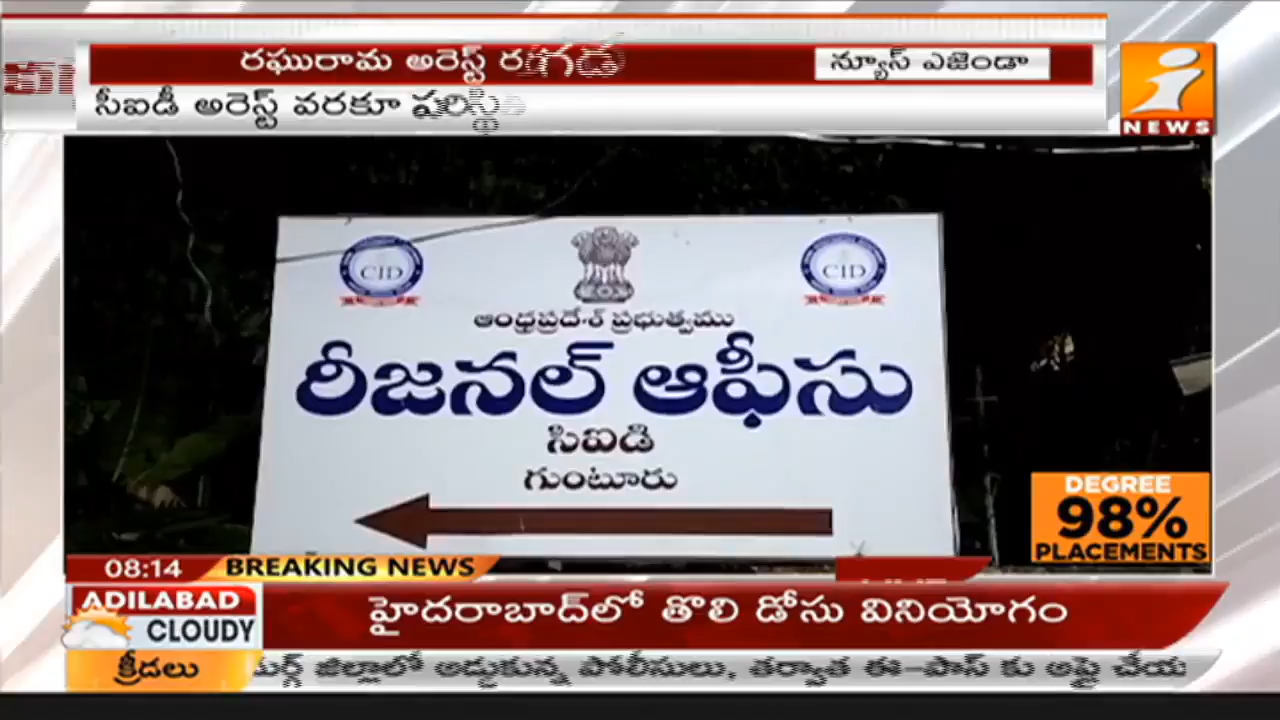 రఘురామ అరెస్ట్ రగడ
న్యూస్ ఎజెండా
సీఐడీ అరెస్ట్ వరకూ
NEWS
CID
CID
ఆంధ్రప్రదేశ్ ప్రభుత్వము
రీజనల్ ఆఫీసు
సిఐడి
గుంటూరు
DEGREE
98%
PLACEMENTS
08:14
BREAKING NEWS
ADILABAD
CLOUDY
హైదరాబాద్‌లో తొలి డోసు వినియోగం
క్రీడలు
జిల్లాలో అడ్డుకున్న పోలీసులు, తర్వాత ఈ-పాస్ కు అప్లై చేయ